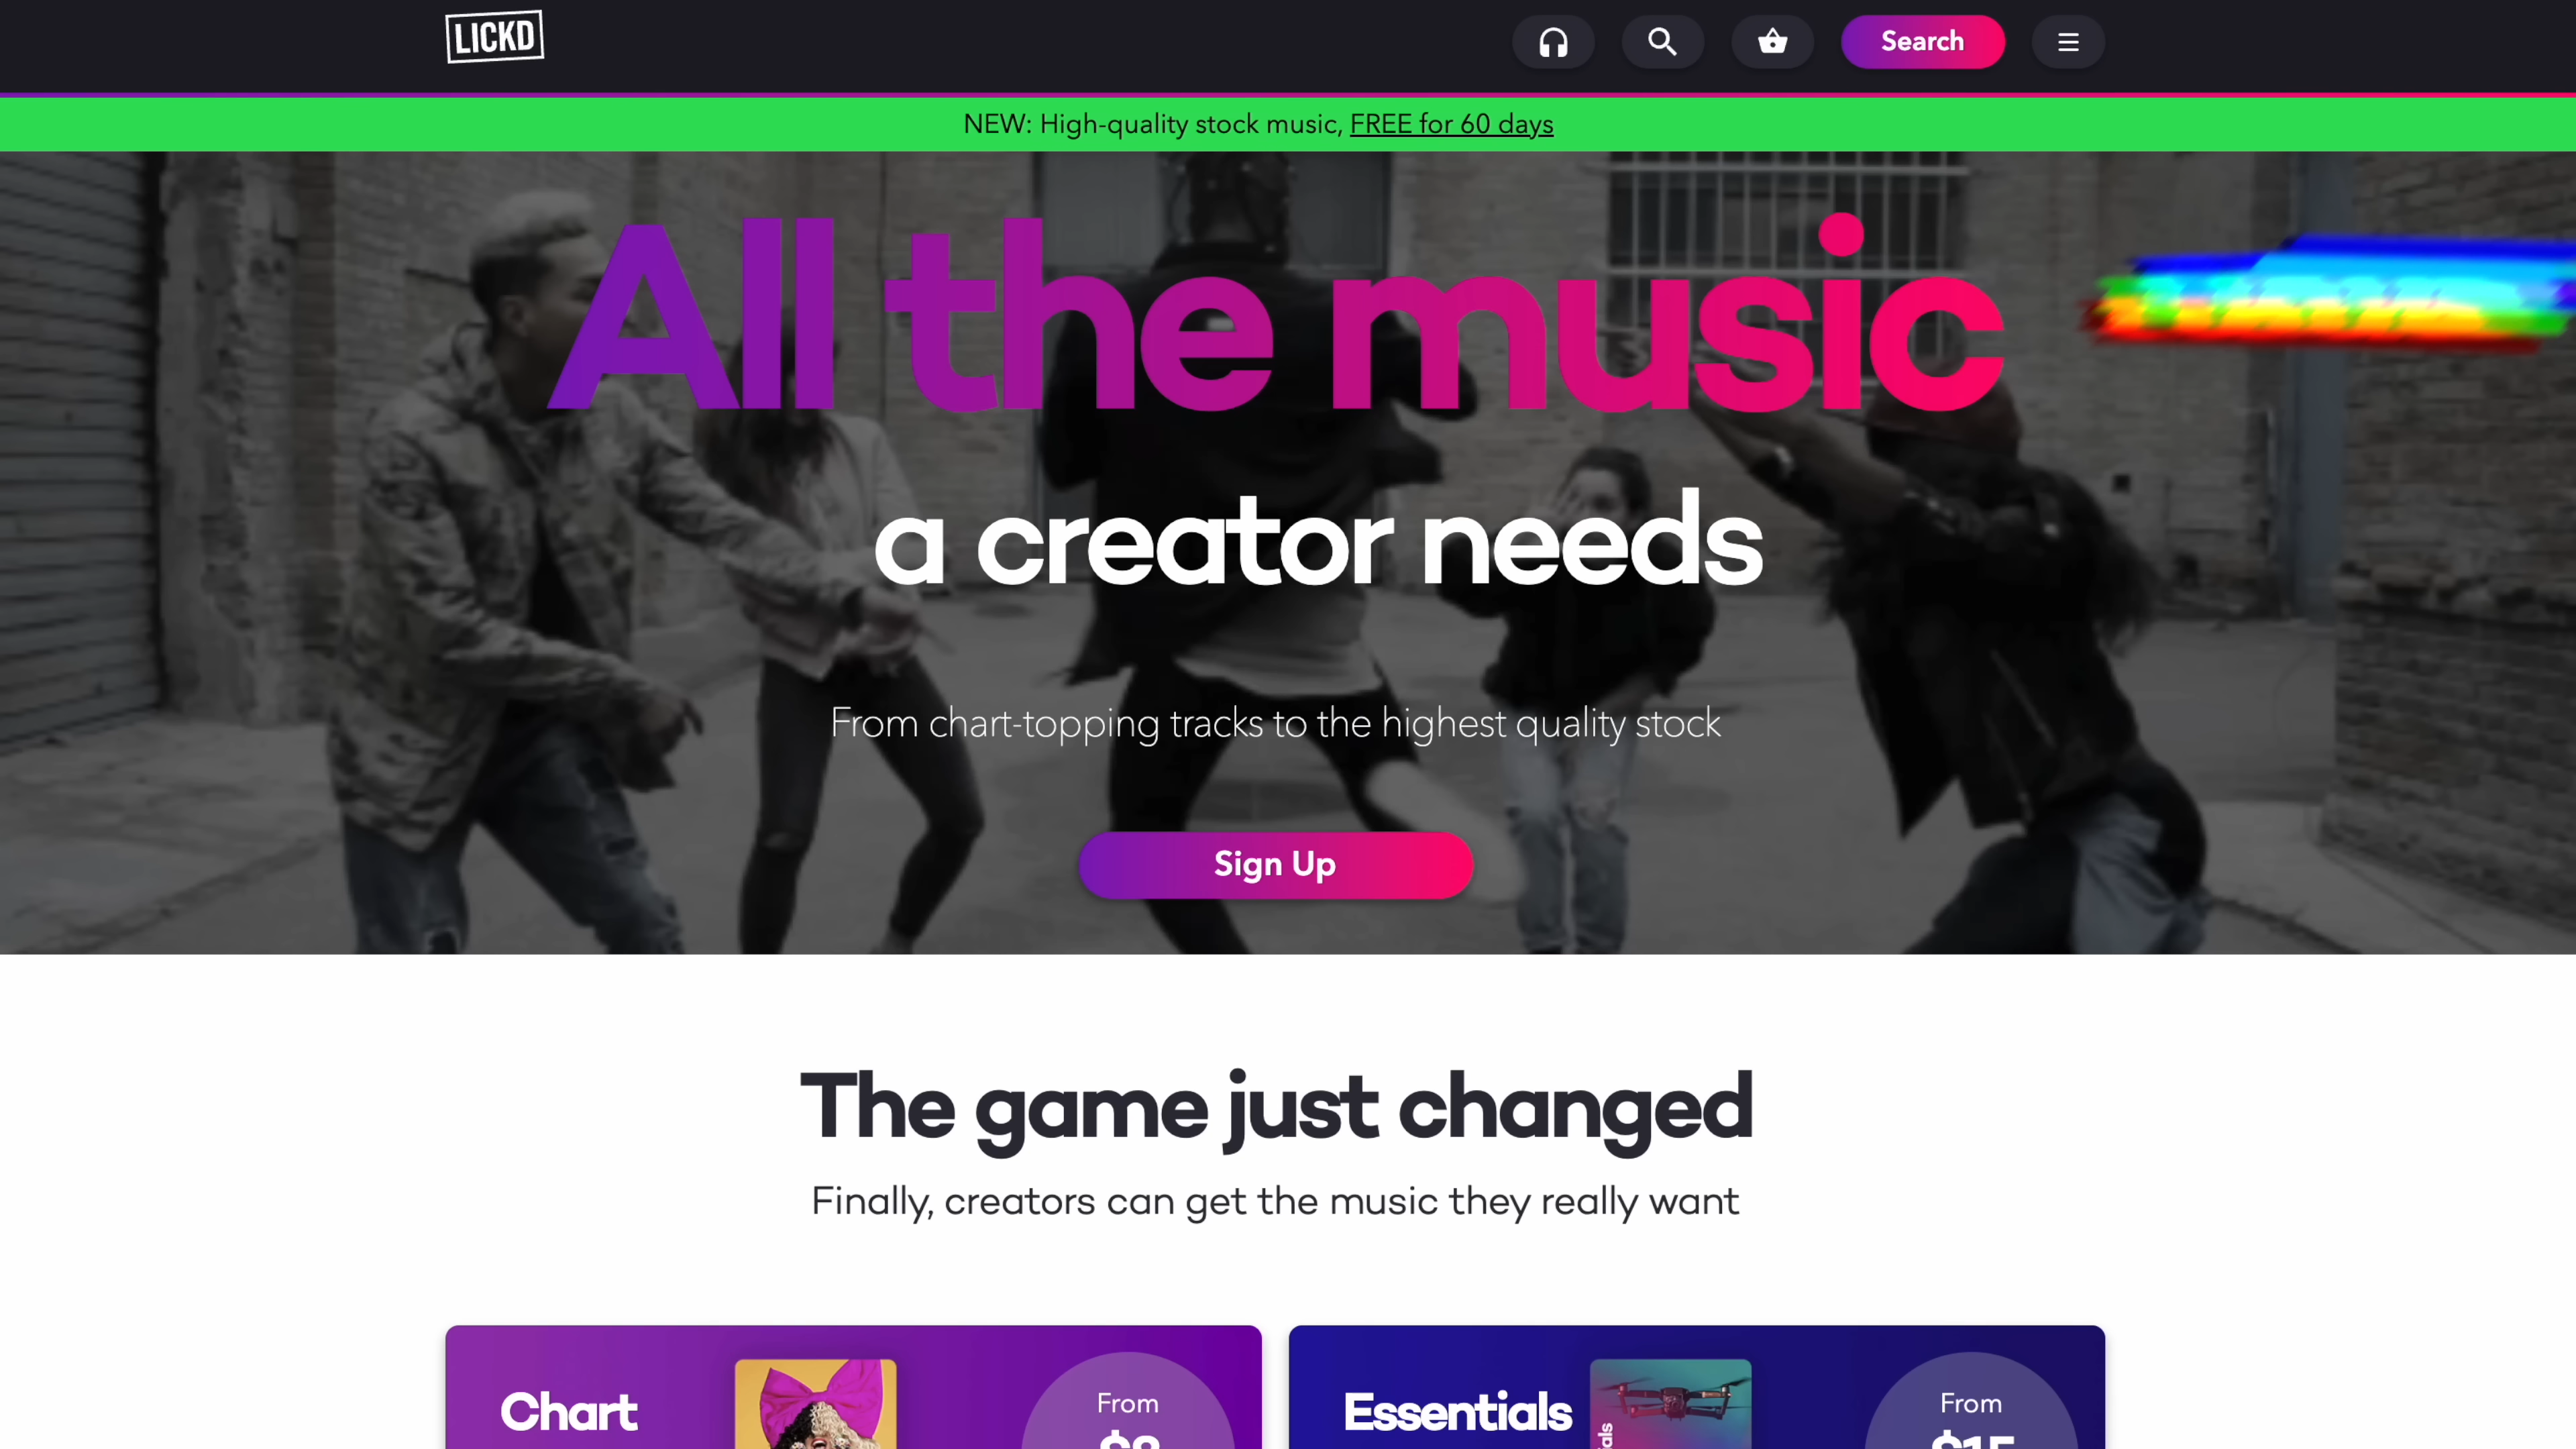 LICKD
Search
NEW: High-quality stock music, FREE for 60 days
All the music
a creator needs
From chart-topping tracks to the highest quality stock
Sign Up
The game just changed
Finally, creators can get the music they really want
Chart
From
$8
Essentials
From
$15